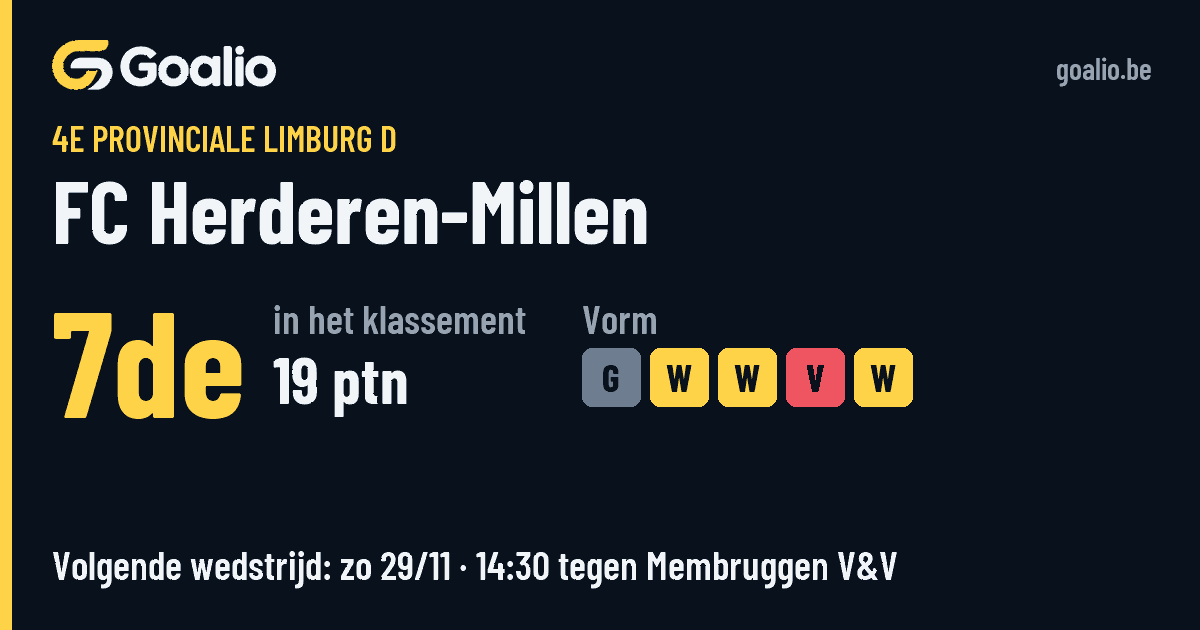 Goalio
goalio.be
4E PROVINCIALE LIMBURG D
FC Herderen-Millen
7de
in het klassement
19 ptn
Vorm
G W W V W
Volgende wedstrijd: zo 29/11 · 14:30 tegen Membruggen V&V